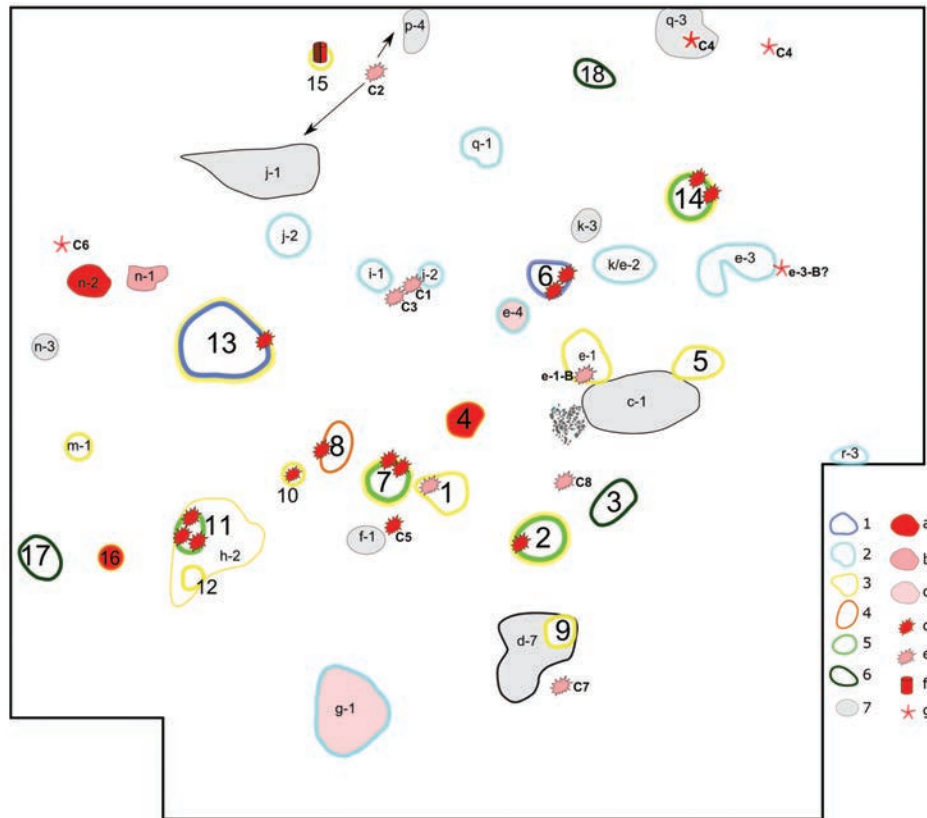 p-4
q-3
C4
C4
15
C2
18
j-1
q-1
14
k-3
j-2
C6
n-2
n-1
i-1
j-2
C1
C3
6
k/e-2
e-3
e-3-B?
e-4
13
n-3
e-1
5
e-1-B
c-1
4
m-1
8
r-3
10
7
1
C8
3
11
h-2
f-1
C5
2
17
16
12
d-7
9
C7
g-1
1
2
3
4
5
6
7
a
b
d
e
f